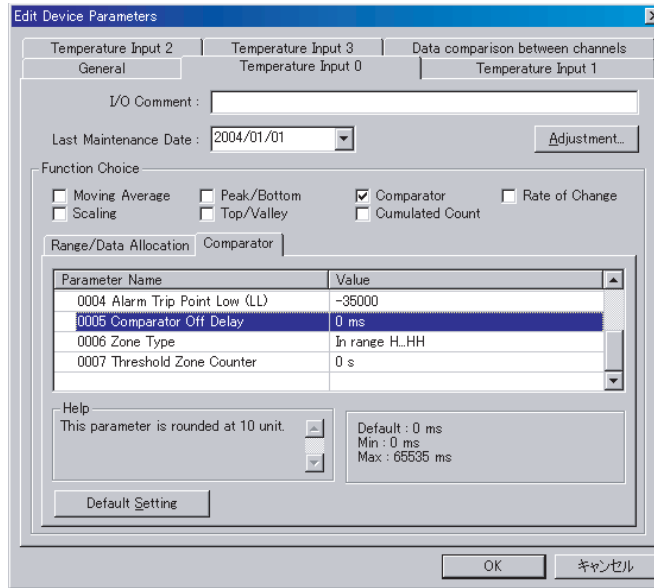 Edit Device Parameters
Temperature Input 2 Temperature Input 3 Data comparison between channels
General Temperature Input 0 Temperature Input 1
I/O Comment :
Last Maintenance Date : 2004/01/01 Adjustment...
Function Choice
Moving Average Peak/Bottom Comparator Rate of Change
Scaling Top/Valley Cumulated Count
Range/Data Allocation Comparator
Parameter Name Value
0004 Alarm Trip Point Low (LL) -35000
0005 Comparator Off Delay 0 ms
0006 Zone Type In range H...HH
0007 Threshold Zone Counter 0 s
Help
This parameter is rounded at 10 unit.
Default : 0 ms
Min : 0 ms
Max : 65535 ms
Default Setting
OK キャンセル